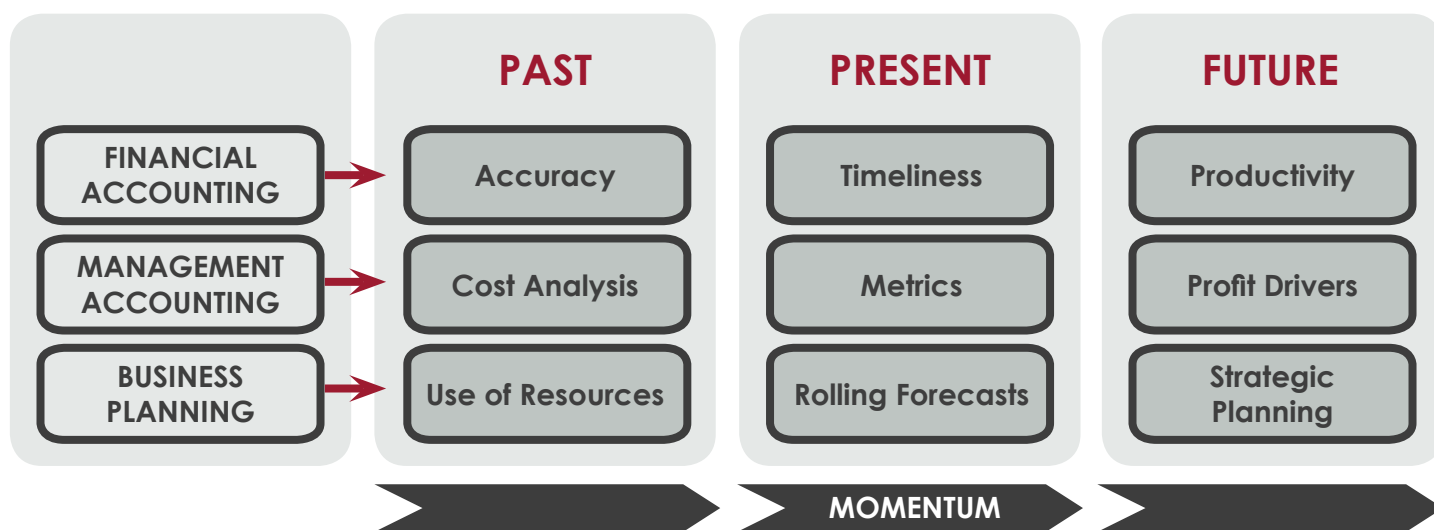 PAST
PRESENT
FUTURE
FINANCIAL
ACCOUNTING
Accuracy
Timeliness
Productivity
MANAGEMENT
ACCOUNTING
Cost Analysis
Metrics
Profit Drivers
BUSINESS
PLANNING
Use of Resources
Rolling Forecasts
Strategic
Planning
MOMENTUM